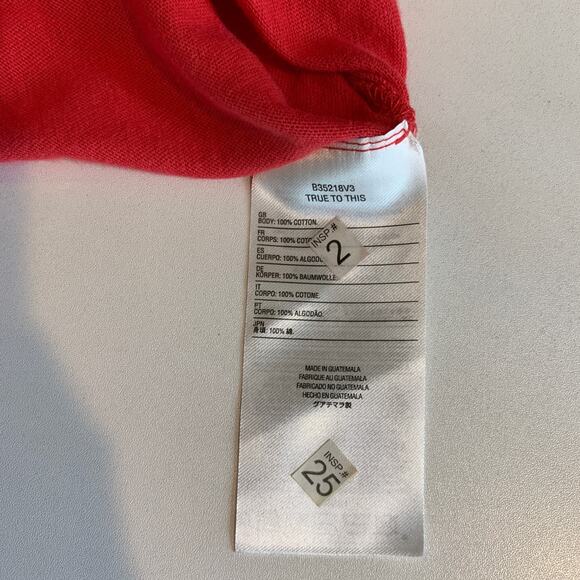 B35218V3
TRUE TO THIS
GB
BODY: 100% COTTON.
FR
CORPS: 100%
ES
CUERPO: 100%
DE
KÖRPER: 100% BAUMWOLLE
IT
CORPO: 100% COTONE.
PT
CORPO: 100% ALGODÃO.
JPN
身頃: 100% 綿.
INSP.#
2
MADE IN GUATEMALA
FABRIQUE AU GUATEMALA
FABRICADO NO GUATEMALA
HECHO EN GUATEMALA
グアテマラ製
INSP.#
25